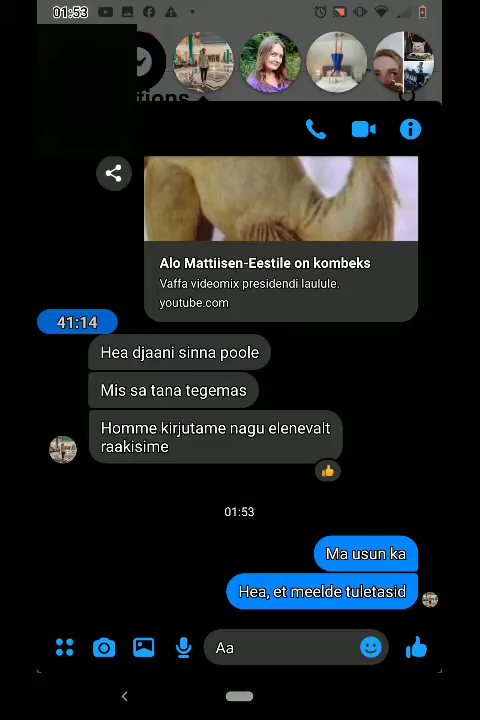 01:53
tions
Alo Mattiisen-Eestile on kombeks
Vaffa videomix presidendi laulule.
youtube.com
41:14
Hea djaani sinna poole
Mis sa tana tegemas
Homme kirjutame nagu elenevalt
raakisime
01:53
Ma usun ka
Hea, et meelde tuletasid
Aa